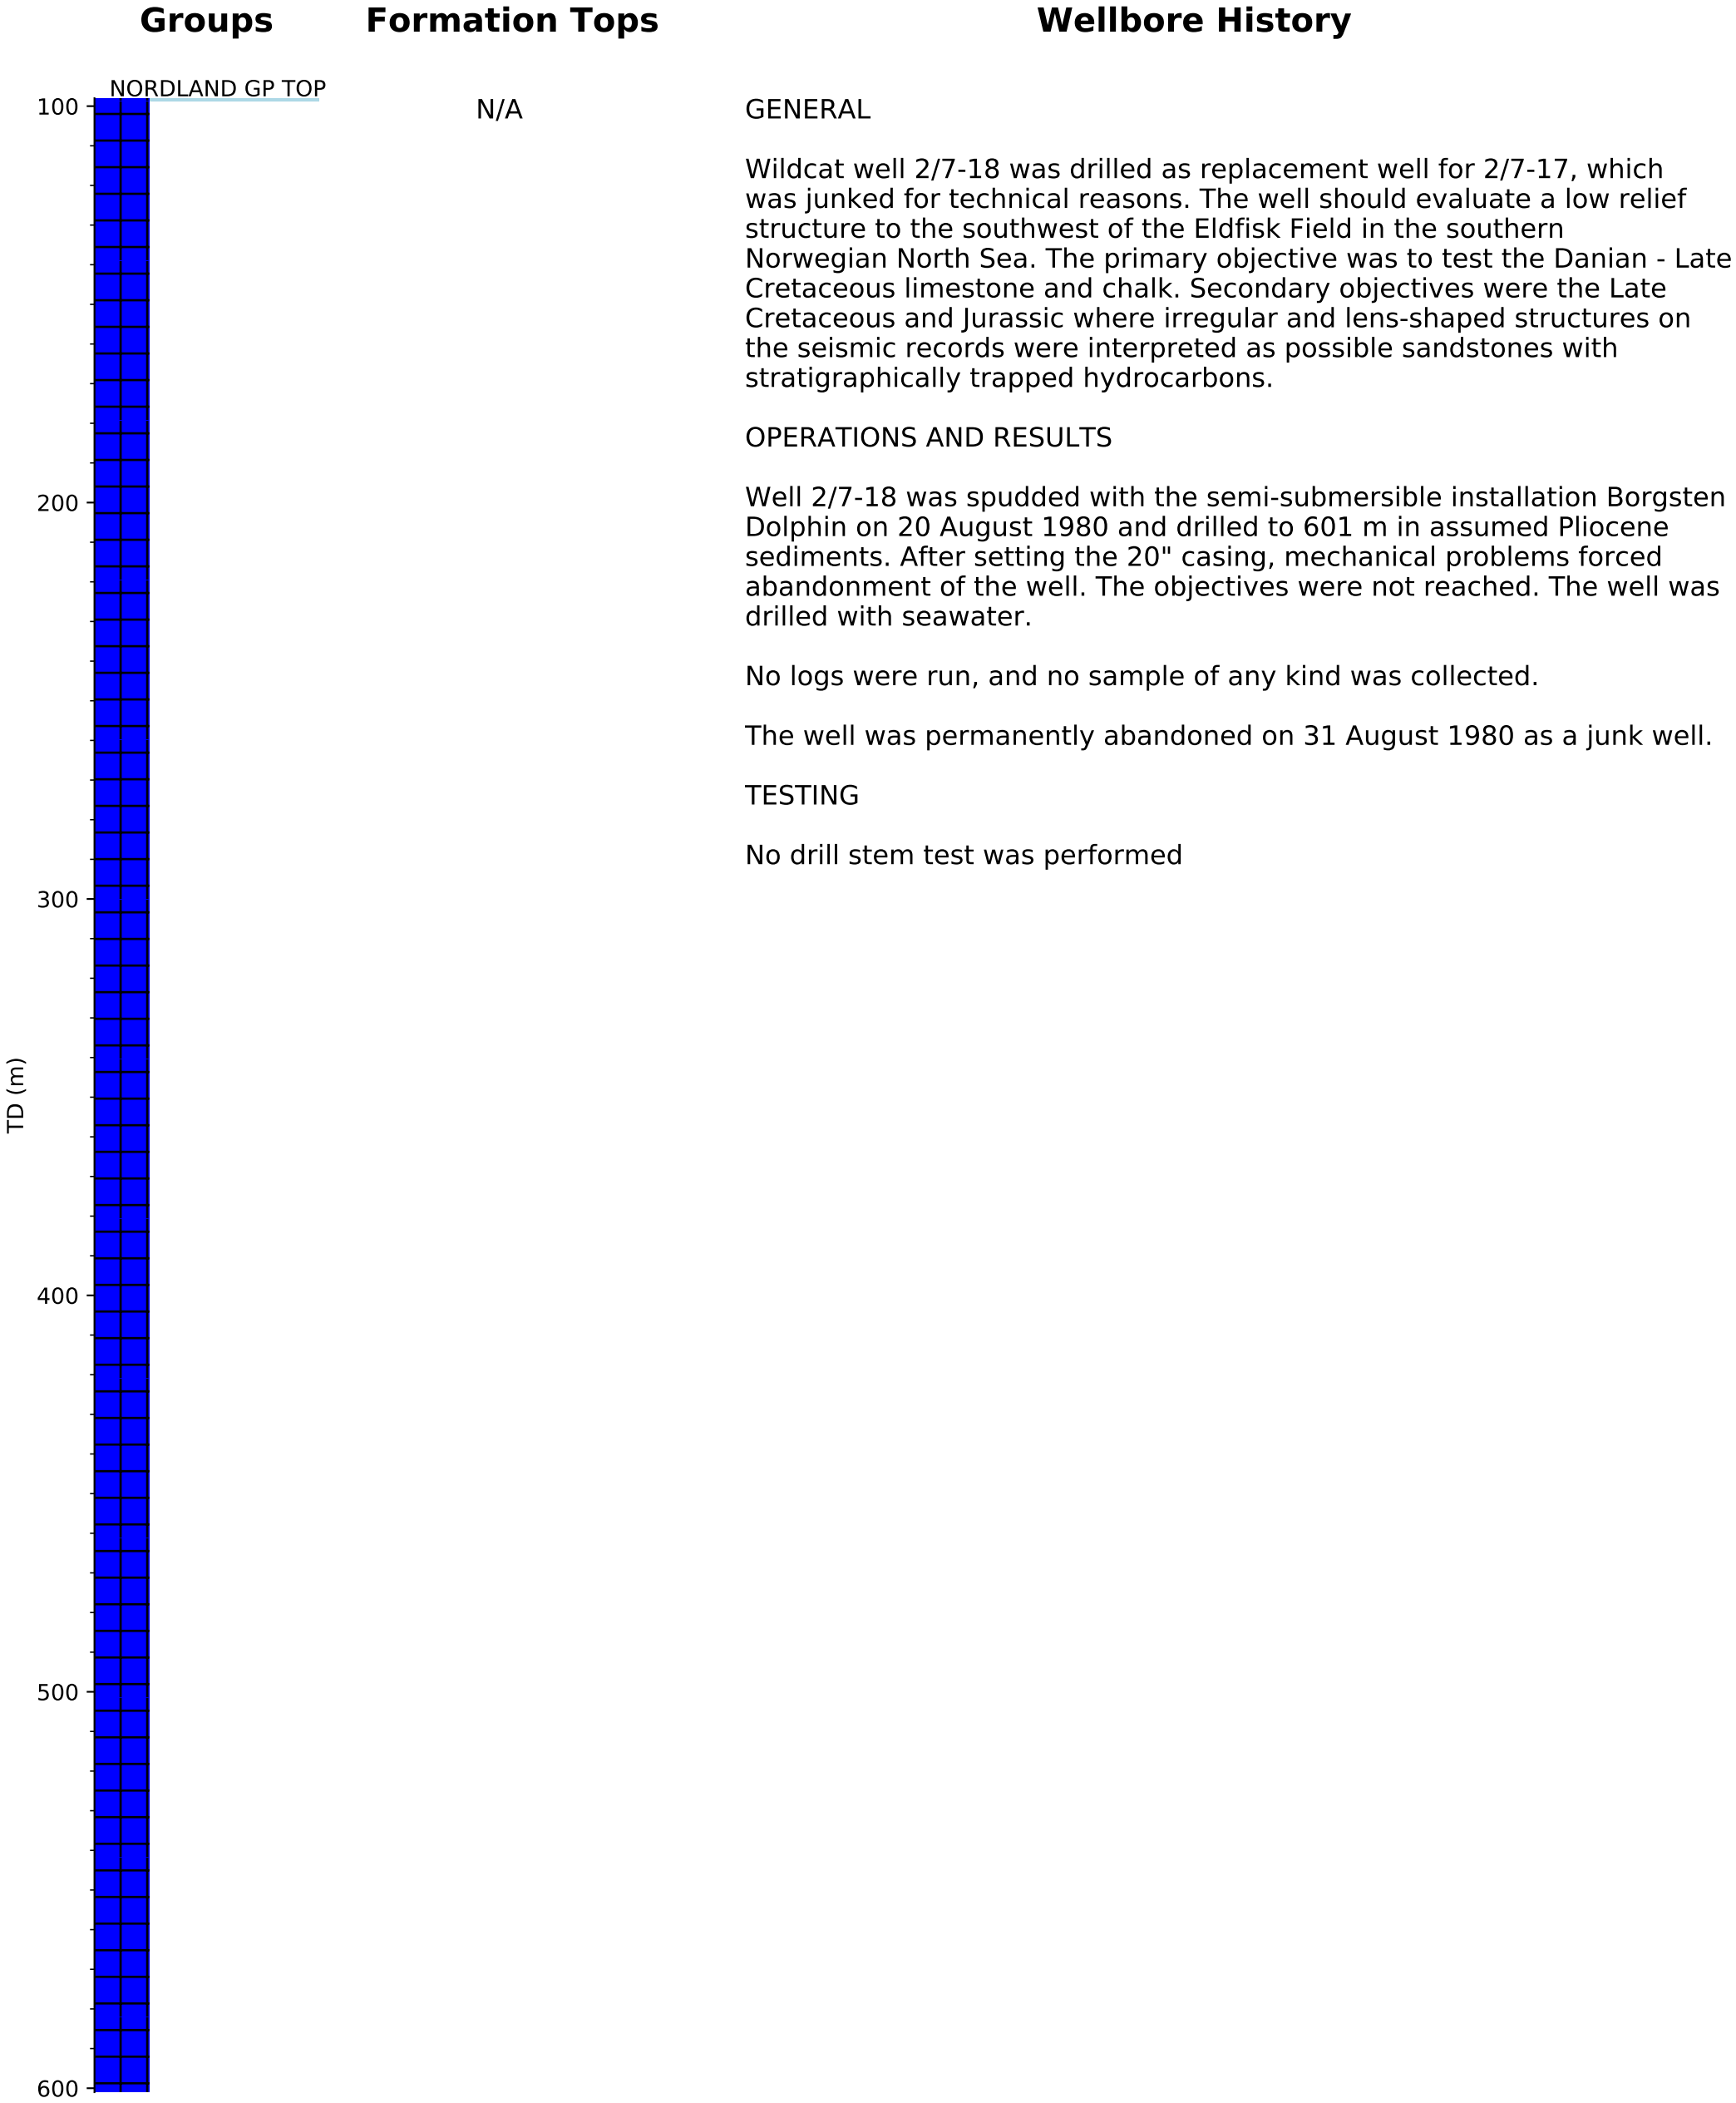 Groups
Formation Tops
Wellbore History
NORDLAND GP TOP
100
200
300
400
500
600
TD (m)
N/A
GENERAL
Wildcat well 2/7-18 was drilled as replacement well for 2/7-17, which
was junked for technical reasons. The well should evaluate a low relief
structure to the southwest of the Eldfisk Field in the southern
Norwegian North Sea. The primary objective was to test the Danian - Late
Cretaceous limestone and chalk. Secondary objectives were the Late
Cretaceous and Jurassic where irregular and lens-shaped structures on
the seismic records were interpreted as possible sandstones with
stratigraphically trapped hydrocarbons.
OPERATIONS AND RESULTS
Well 2/7-18 was spudded with the semi-submersible installation Borgsten
Dolphin on 20 August 1980 and drilled to 601 m in assumed Pliocene
sediments. After setting the 20" casing, mechanical problems forced
abandonment of the well. The objectives were not reached. The well was
drilled with seawater.
No logs were run, and no sample of any kind was collected.
The well was permanently abandoned on 31 August 1980 as a junk well.
TESTING
No drill stem test was performed